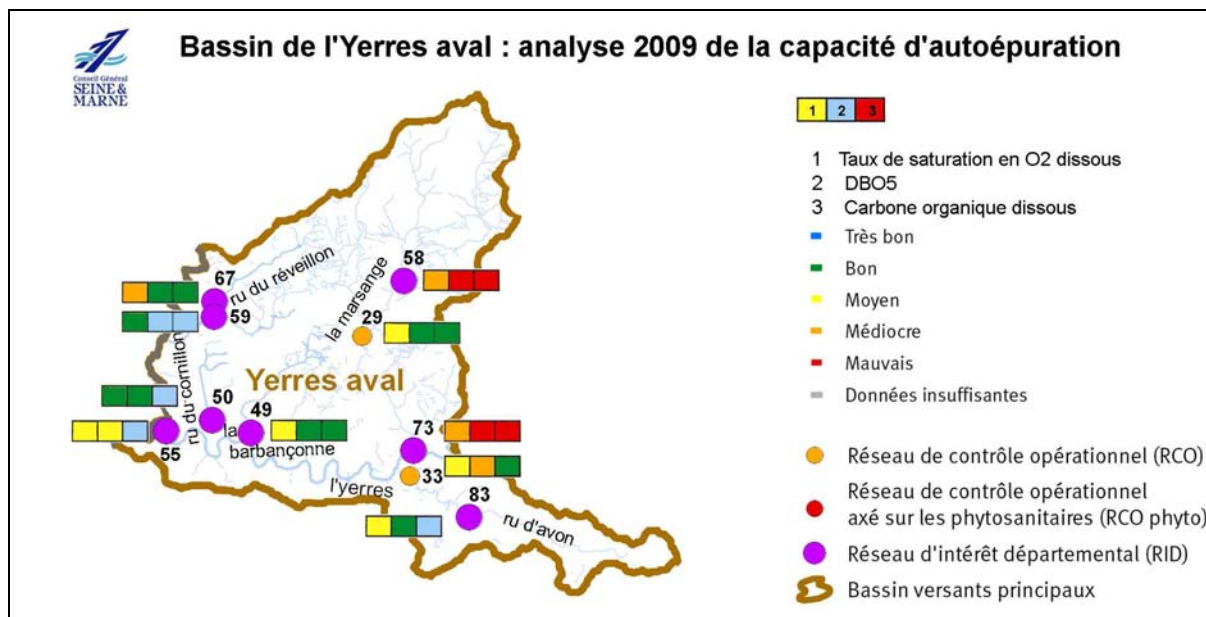 Conseil Général
SEINE &
MARNE
Bassin de l'Yerres aval : analyse 2009 de la capacité d'autoépuration
1 2 3
1 Taux de saturation en O2 dissous
2 DBO5
3 Carbone organique dissous
Très bon
Bon
Moyen
Médiocre
Mauvais
Données insuffisantes
Réseau de contrôle opérationnel (RCO)
Réseau de contrôle opérationnel
axé sur les phytosanitaires (RCO phyto)
Réseau d'intérêt départemental (RID)
Bassin versants principaux
58
67
ru du réveillon
la marsange
59
29
ru du cornillon
Yerres aval
50
49
la
barbançonne
55
73
33
l'yerres
83
ru d'avon